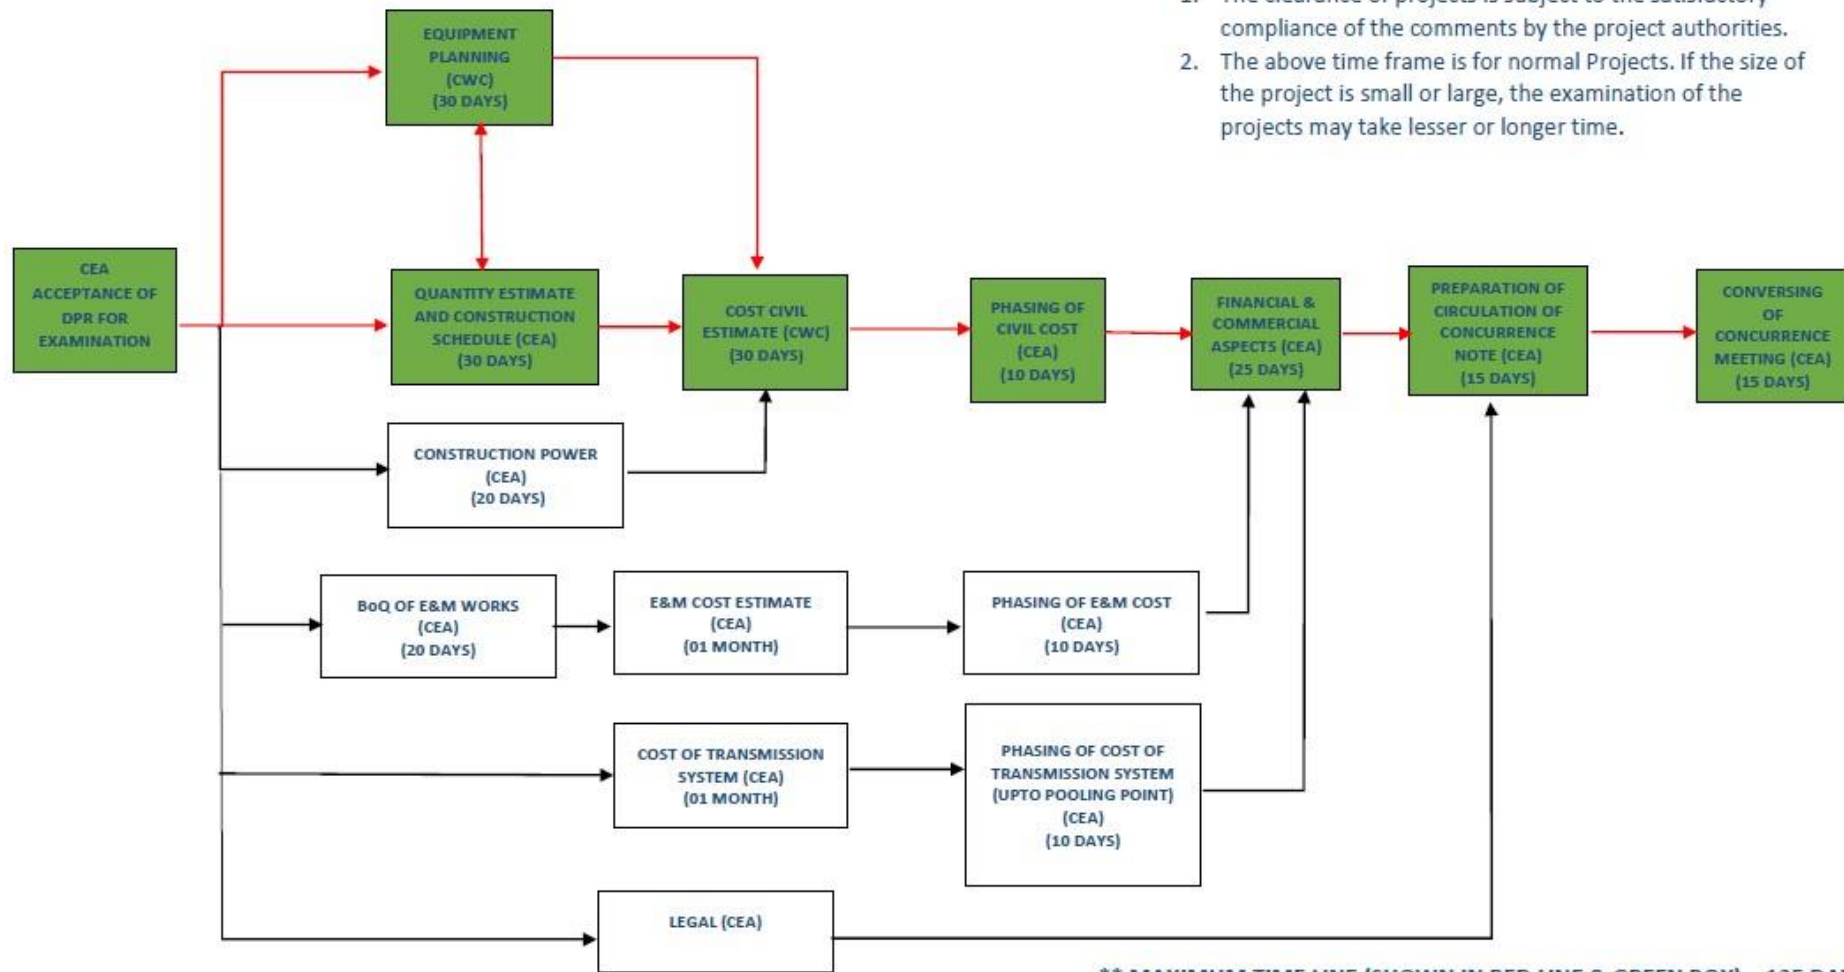 compliance of the comments by the project authorities.
2. The above time frame is for normal Projects. If the size of
the project is small or large, the examination of the
projects may take lesser or longer time.
EQUIPMENT
PLANNING
(CWC)
(30 DAYS)
CEA
ACCEPTANCE OF
DPR FOR
EXAMINATION
QUANTITY ESTIMATE
AND CONSTRUCTION
SCHEDULE (CEA)
(30 DAYS)
COST CIVIL
ESTIMATE (CWC)
(30 DAYS)
PHASING OF
CIVIL COST
(CEA)
(10 DAYS)
FINANCIAL &
COMMERCIAL
ASPECTS (CEA)
(25 DAYS)
PREPARATION OF
CIRCULATION OF
CONCURRENCE
NOTE (CEA)
(15 DAYS)
CONVERSING
OF
CONCURRENCE
MEETING (CEA)
(15 DAYS)
CONSTRUCTION POWER
(CEA)
(20 DAYS)
BoQ OF E&M WORKS
(CEA)
(20 DAYS)
E&M COST ESTIMATE
(CEA)
(01 MONTH)
PHASING OF E&M COST
(CEA)
(10 DAYS)
COST OF TRANSMISSION
SYSTEM (CEA)
(01 MONTH)
PHASING OF COST OF
TRANSMISSION SYSTEM
(UPTO POOLING POINT)
(CEA)
(10 DAYS)
LEGAL (CEA)